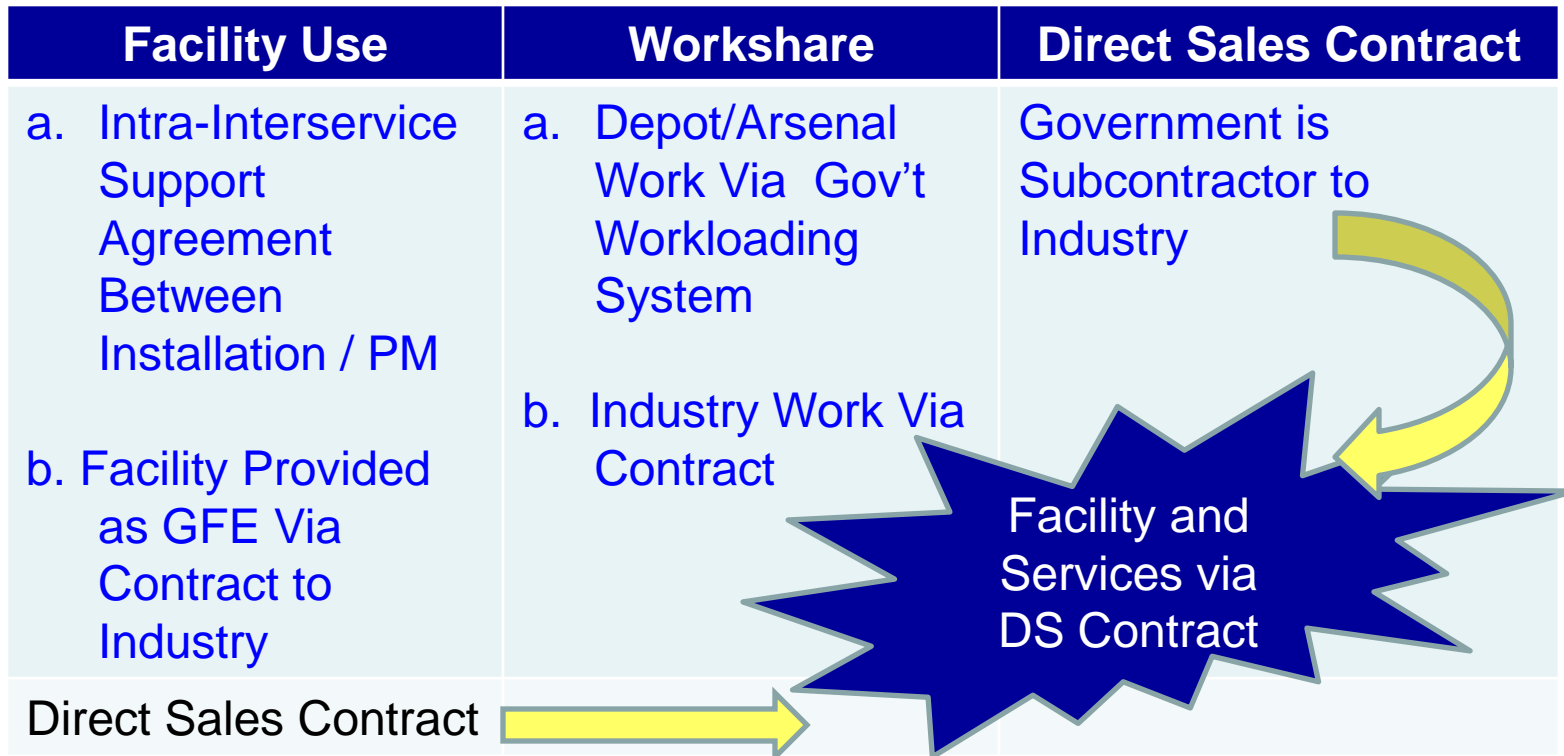 Facility Use
Workshare
Direct Sales Contract
a. Intra-Interservice
Support
Agreement
Between
Installation / PM
b. Facility Provided
as GFE Via
Contract to
Industry
a. Depot/Arsenal
Work Via Gov't
Workloading
System
b. Industry Work Via
Contract
Government is
Subcontractor to
Industry
Facility and
Services via
DS Contract
Direct Sales Contract